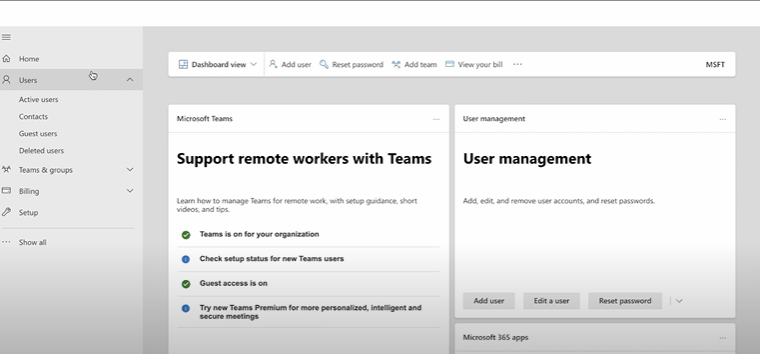 Home
Users
Active users
Contacts
Guest users
Deleted users
Teams & groups
Billing
Setup
Show all
Dashboard view
Add user
Reset password
Add team
View your bill
MSFT
Microsoft Teams
Support remote workers with Teams
Learn how to manage Teams for remote work, with setup guidance, short
videos, and tips.
Teams is on for your organization
Check setup status for new Teams users
Guest access is on
Try new Teams Premium for more personalized, intelligent and
secure meetings
User management
User management
Add, edit, and remove user accounts, and reset passwords.
Add user
Edit a user
Reset password
Microsoft 365 apps